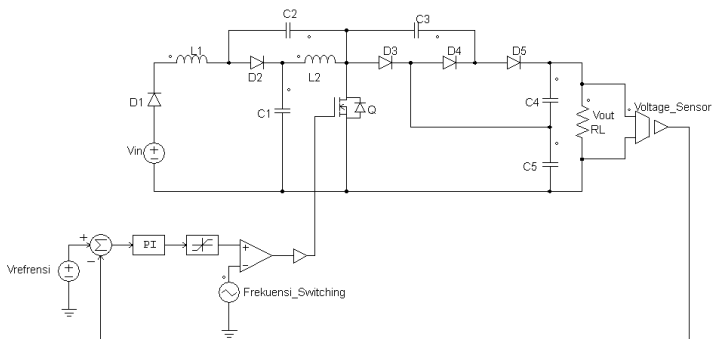 C2
C3
L1
D3
D4
D5
D2
L2
D1
C1
Q
C4
Vout
RL
Voltage_Sensor
Vin
C5
+
−
Σ
PI
+
−
Vrefrensi
Frekuensi_Switching